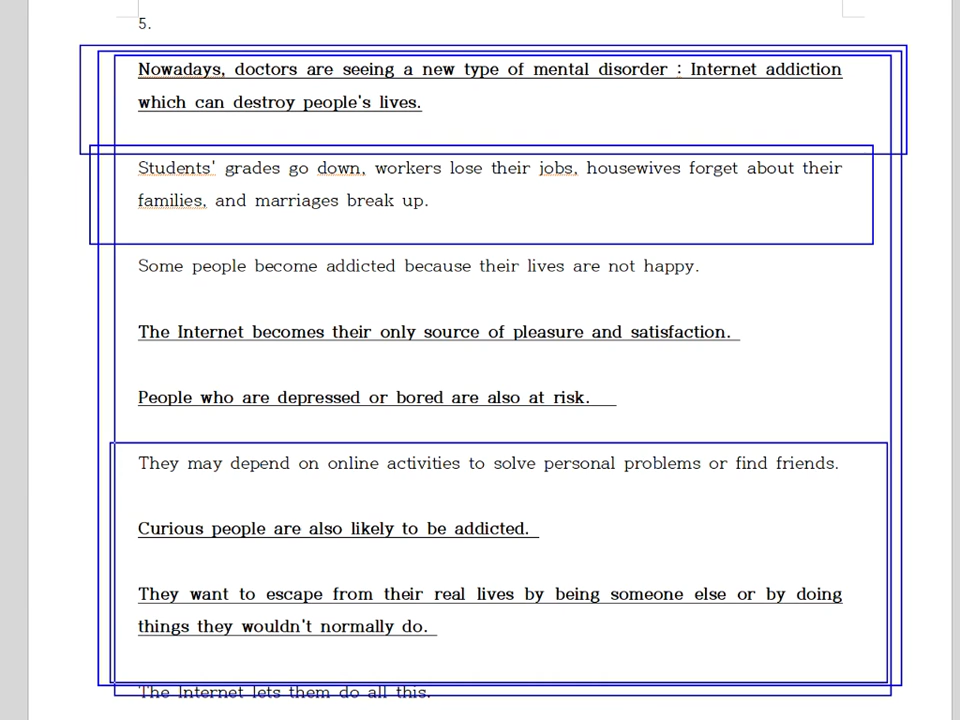 5.
Nowadays, doctors are seeing a new type of mental disorder : Internet addiction
which can destroy people's lives.
Students' grades go down, workers lose their jobs, housewives forget about their
families, and marriages break up.
Some people become addicted because their lives are not happy.
The Internet becomes their only source of pleasure and satisfaction.
People who are depressed or bored are also at risk.
They may depend on online activities to solve personal problems or find friends.
Curious people are also likely to be addicted.
They want to escape from their real lives by being someone else or by doing
things they wouldn't normally do.
The Internet lets them do all this.